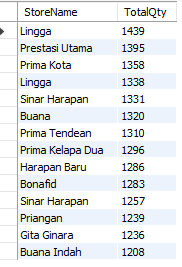 StoreName TotalQty
Lingga 1439
Prestasi Utama 1395
Prima Kota 1358
Lingga 1338
Sinar Harapan 1331
Buana 1320
Prima Tendean 1310
Prima Kelapa Dua 1296
Harapan Baru 1286
Bonafid 1283
Sinar Harapan 1257
Priangan 1239
Gita Ginara 1236
Buana Indah 1208